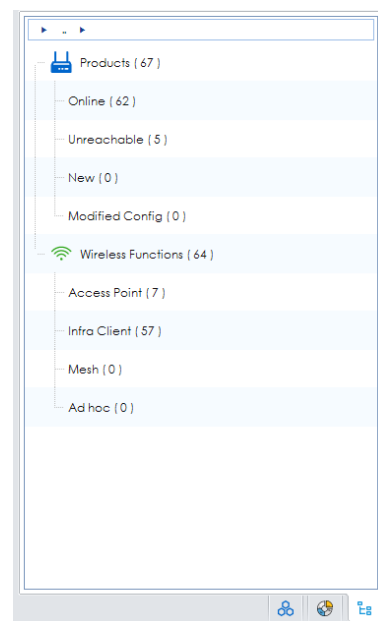 ..
Products ( 67 )
Online ( 62 )
Unreachable ( 5 )
New ( 0 )
Modified Config ( 0 )
Wireless Functions ( 64 )
Access Point ( 7 )
Infra Client ( 57 )
Mesh ( 0 )
Ad hoc ( 0 )